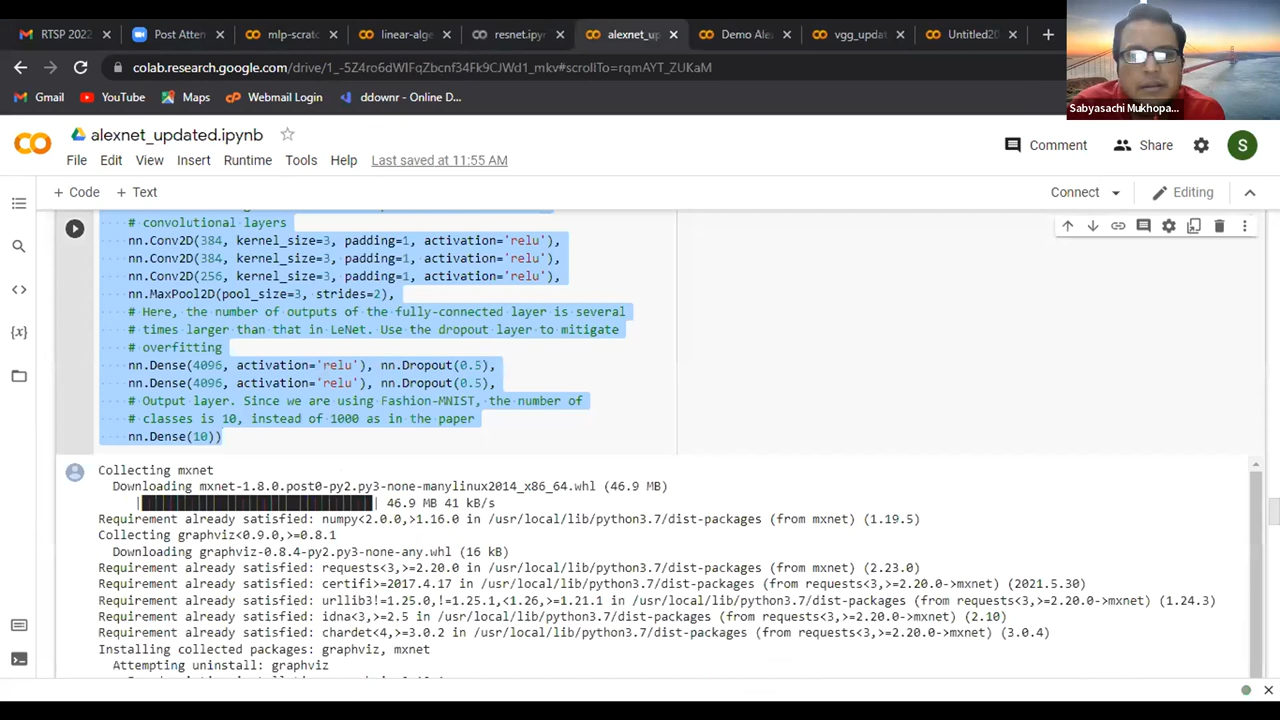 RTSP 2022
Post Atten
mlp-scratc
linear-alge
resnet.ipyn
alexnet_up
Demo Ale
vgg_updat
Untitled20
colab.research.google.com/drive/1_-5Z4ro6dWlFqZbcnf34Fk9CJWd1_mkv#scrollTo=rqmAYT_ZUKaM
Gmail
YouTube
Maps
Webmail Login
ddownr - Online D...
Sabyasachi Mukhopa...
alexnet_updated.ipynb
File Edit View Insert Runtime Tools Help Last saved at 11:55 AM
Comment
Share
S
+ Code + Text
Connect
Editing
# convolutional layers
nn.Conv2D(384, kernel_size=3, padding=1, activation='relu'),
nn.Conv2D(384, kernel_size=3, padding=1, activation='relu'),
nn.Conv2D(256, kernel_size=3, padding=1, activation='relu'),
nn.MaxPool2D(pool_size=3, strides=2),
# Here, the number of outputs of the fully-connected layer is several
# times larger than that in LeNet. Use the dropout layer to mitigate
# overfitting
nn.Dense(4096, activation='relu'), nn.Dropout(0.5),
nn.Dense(4096, activation='relu'), nn.Dropout(0.5),
# Output layer. Since we are using Fashion-MNIST, the number of
# classes is 10, instead of 1000 as in the paper
nn.Dense(10))
Collecting mxnet
Downloading mxnet-1.8.0.post0-py2.py3-none-manylinux2014_x86_64.whl (46.9 MB)
| 46.9 MB 41 kB/s
Requirement already satisfied: numpy<2.0.0,>1.16.0 in /usr/local/lib/python3.7/dist-packages (from mxnet) (1.19.5)
Collecting graphviz<0.9.0,>=0.8.1
Downloading graphviz-0.8.4-py2.py3-none-any.whl (16 kB)
Requirement already satisfied: requests<3,>=2.20.0 in /usr/local/lib/python3.7/dist-packages (from mxnet) (2.23.0)
Requirement already satisfied: certifi>=2017.4.17 in /usr/local/lib/python3.7/dist-packages (from requests<3,>=2.20.0->mxnet) (2021.5.30)
Requirement already satisfied: urllib3!=1.25.0,!=1.25.1,<1.26,>=1.21.1 in /usr/local/lib/python3.7/dist-packages (from requests<3,>=2.20.0->mxnet) (1.24.3)
Requirement already satisfied: idna<3,>=2.5 in /usr/local/lib/python3.7/dist-packages (from requests<3,>=2.20.0->mxnet) (2.10)
Requirement already satisfied: chardet<4,>=3.0.2 in /usr/local/lib/python3.7/dist-packages (from requests<3,>=2.20.0->mxnet) (3.0.4)
Installing collected packages: graphviz, mxnet
Attempting uninstall: graphviz